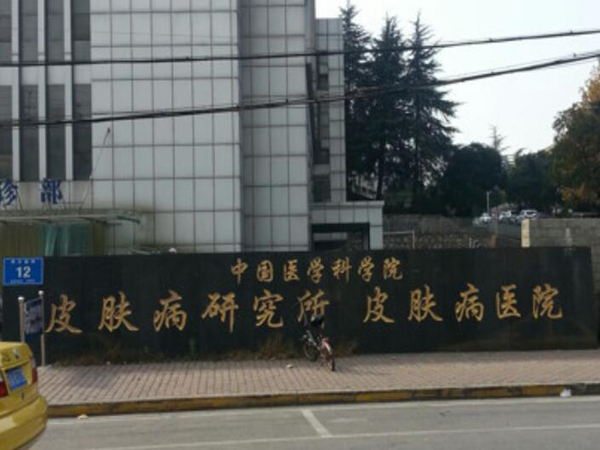 诊部
12
中国医学科学院
皮肤病研究所 皮肤病医院